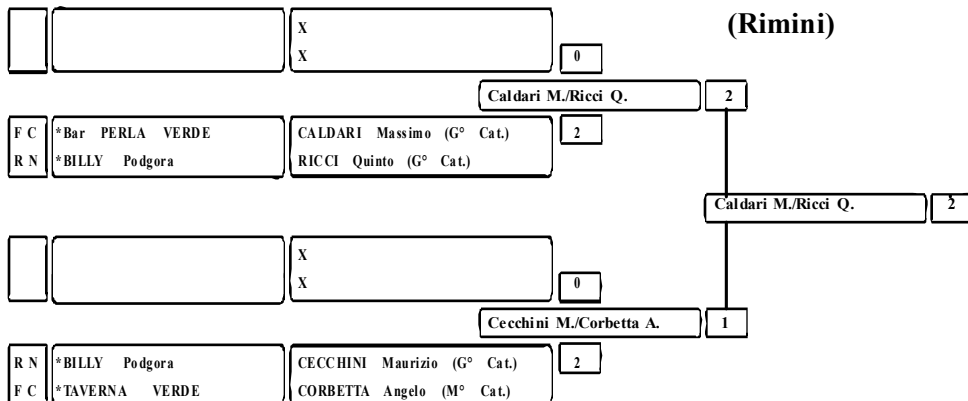 (Rimini)
X
X
0
Caldari M./Ricci Q. 2
F C *Bar PERLA VERDE CALDARI Massimo (G° Cat.) 2
R N *BILLY Podgora RICCI Quinto (G° Cat.)
Caldari M./Ricci Q. 2
X
X
0
Cecchini M./Corbetta A. 1
R N *BILLY Podgora CECCHINI Maurizio (G° Cat.) 2
F C *TAVERNA VERDE CORBETTA Angelo (M° Cat.)